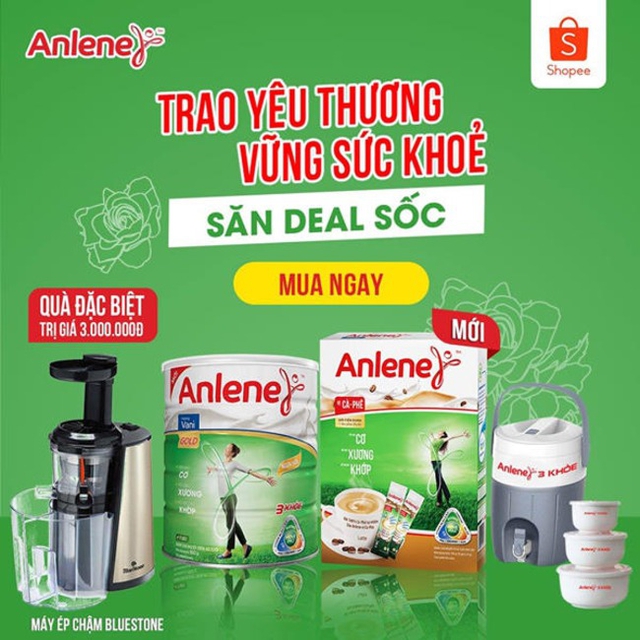 Anlene
Shopee
TRAO YÊU THƯƠNG
VỮNG SỨC KHOẺ
SĂN DEAL SỐC
MUA NGAY
QUÀ ĐẶC BIỆT
TRỊ GIÁ 3.000.000Đ
MỚI
Anlene
Vani
GOLD
CƠ
XƯƠNG
KHỚP
3 KHỎE
Anlene
CÀ-PHÊ
CƠ
XƯƠNG
KHỚP
Anlene 3 KHỎE
MÁY ÉP CHẬM BLUESTONE